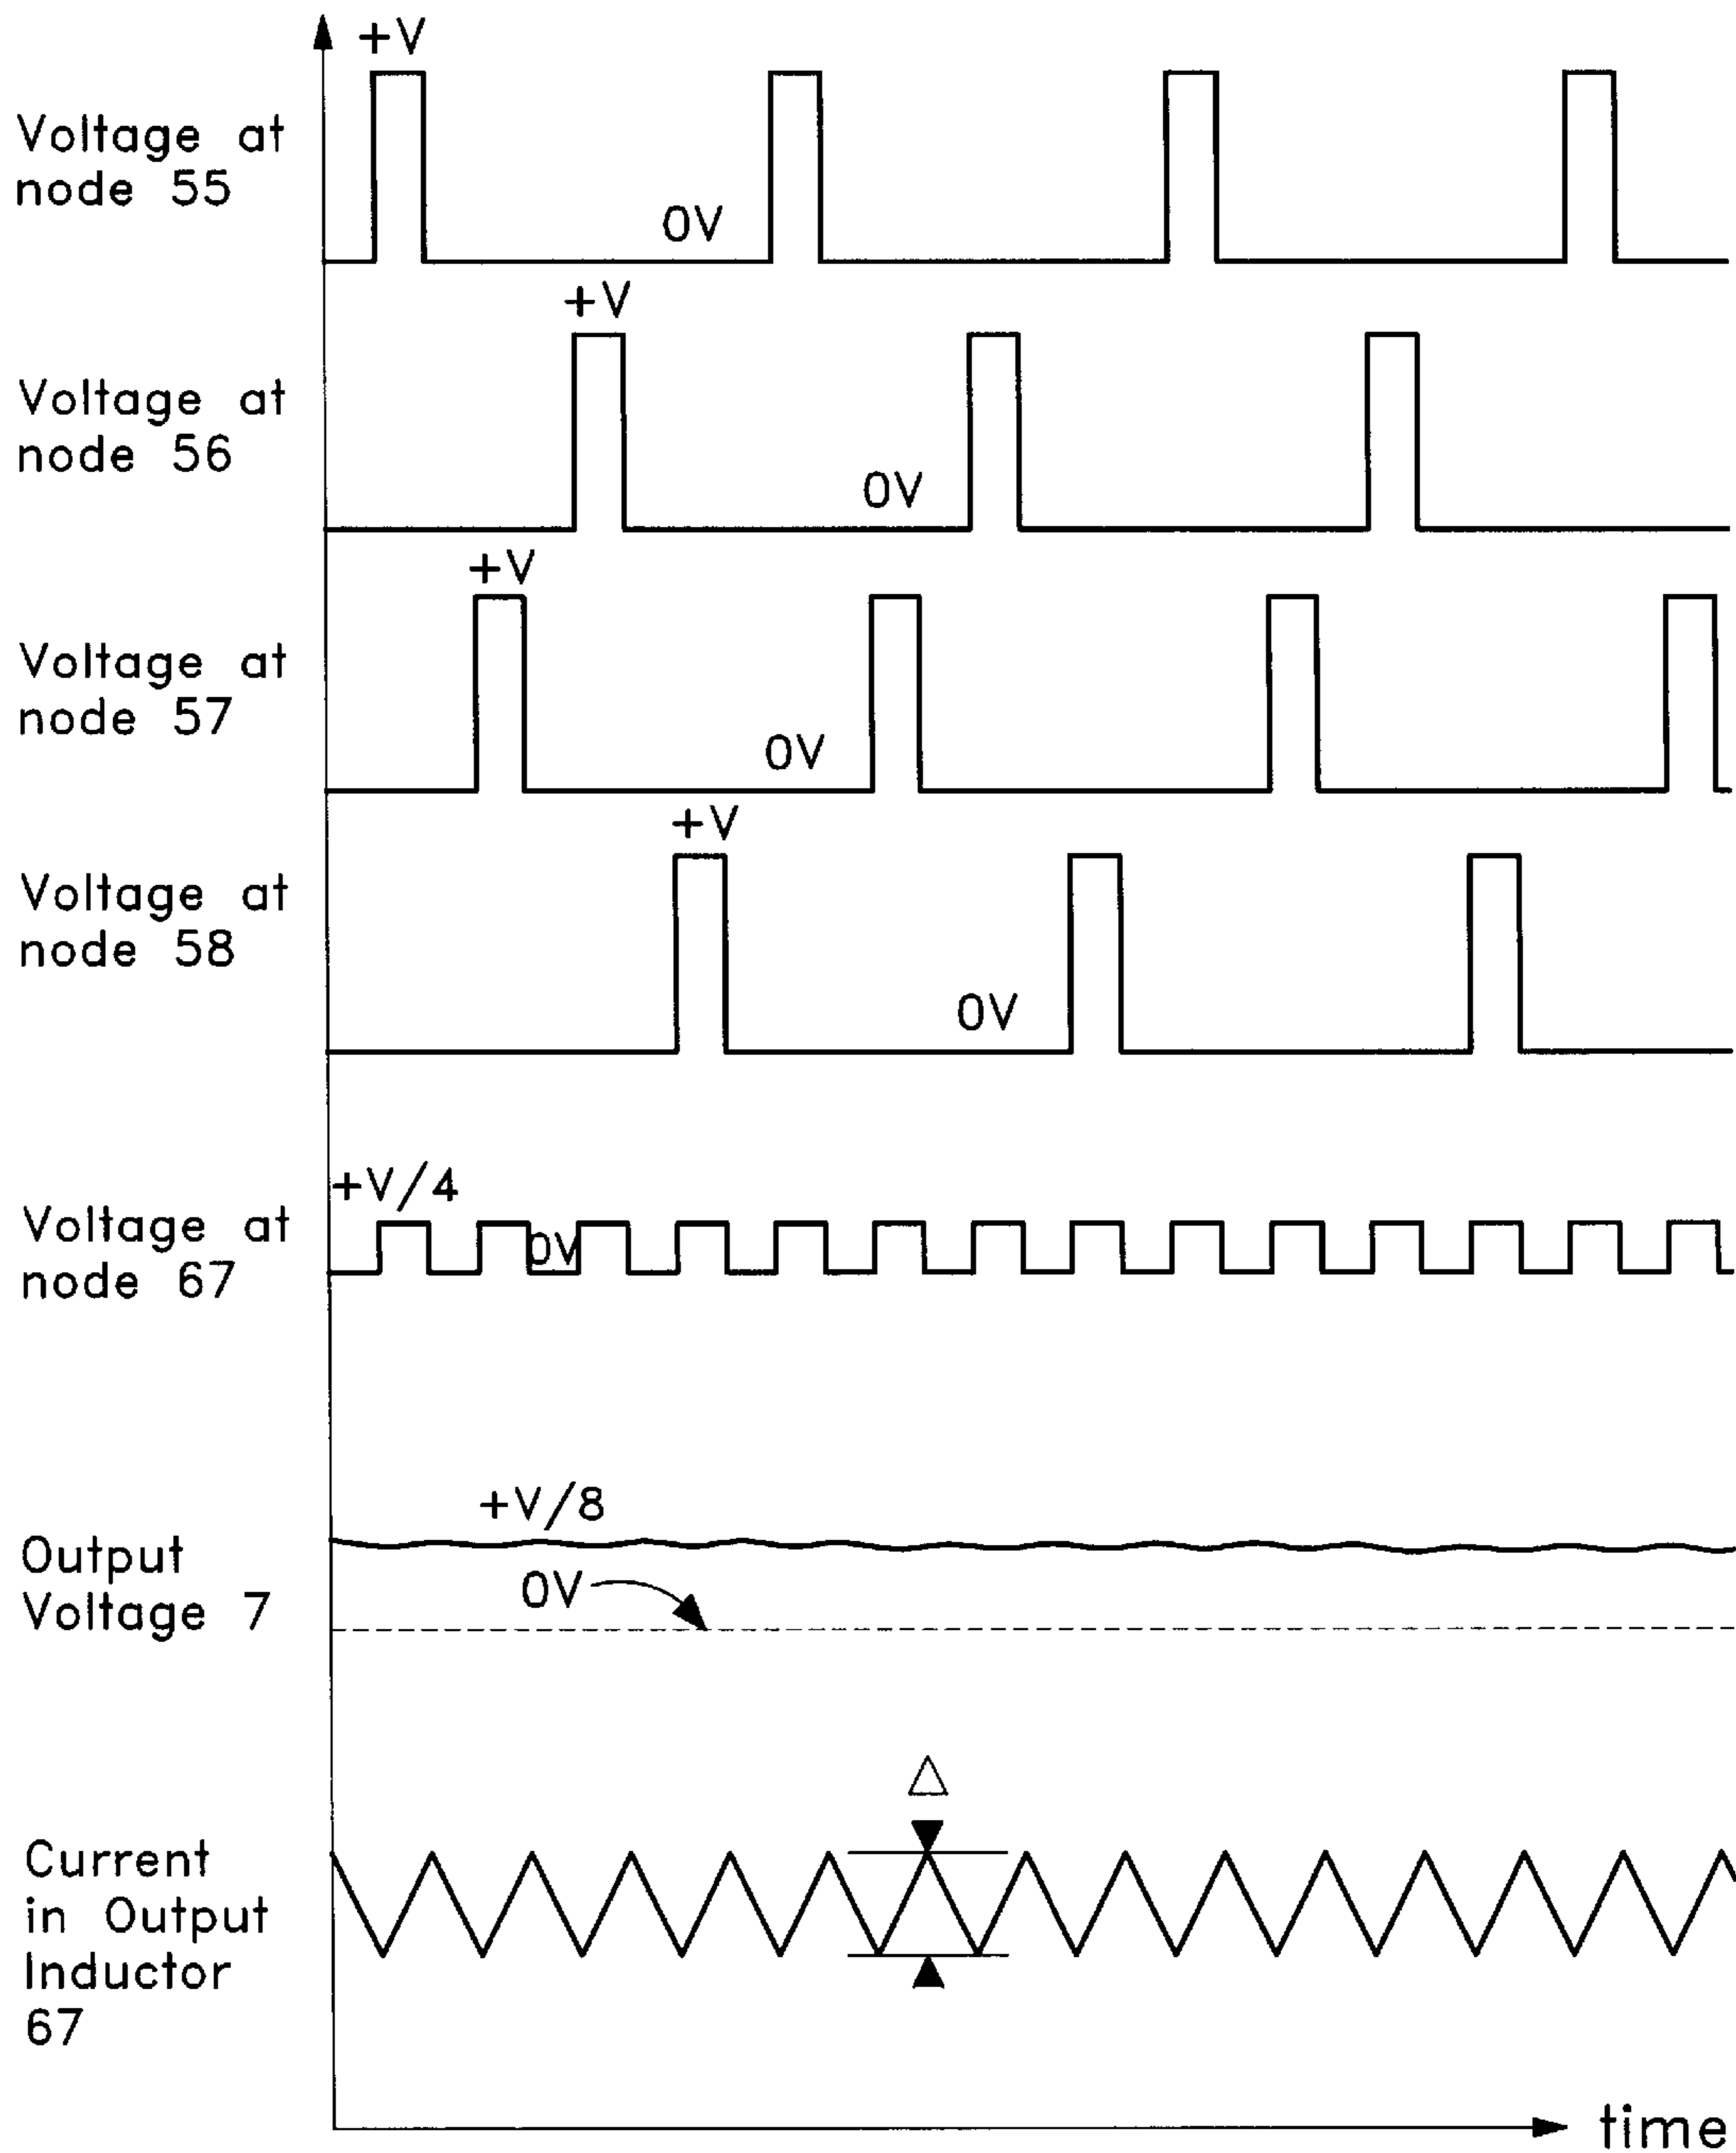 +V
Voltage at
node 55
0V
+V
Voltage at
node 56
0V
+V
Voltage at
node 57
0V
+V
Voltage at
node 58
0V
+V/4
Voltage at
node 67
0V
+V/8
Output
Voltage 7
0V
△
Current
in Output
Inductor
67
time